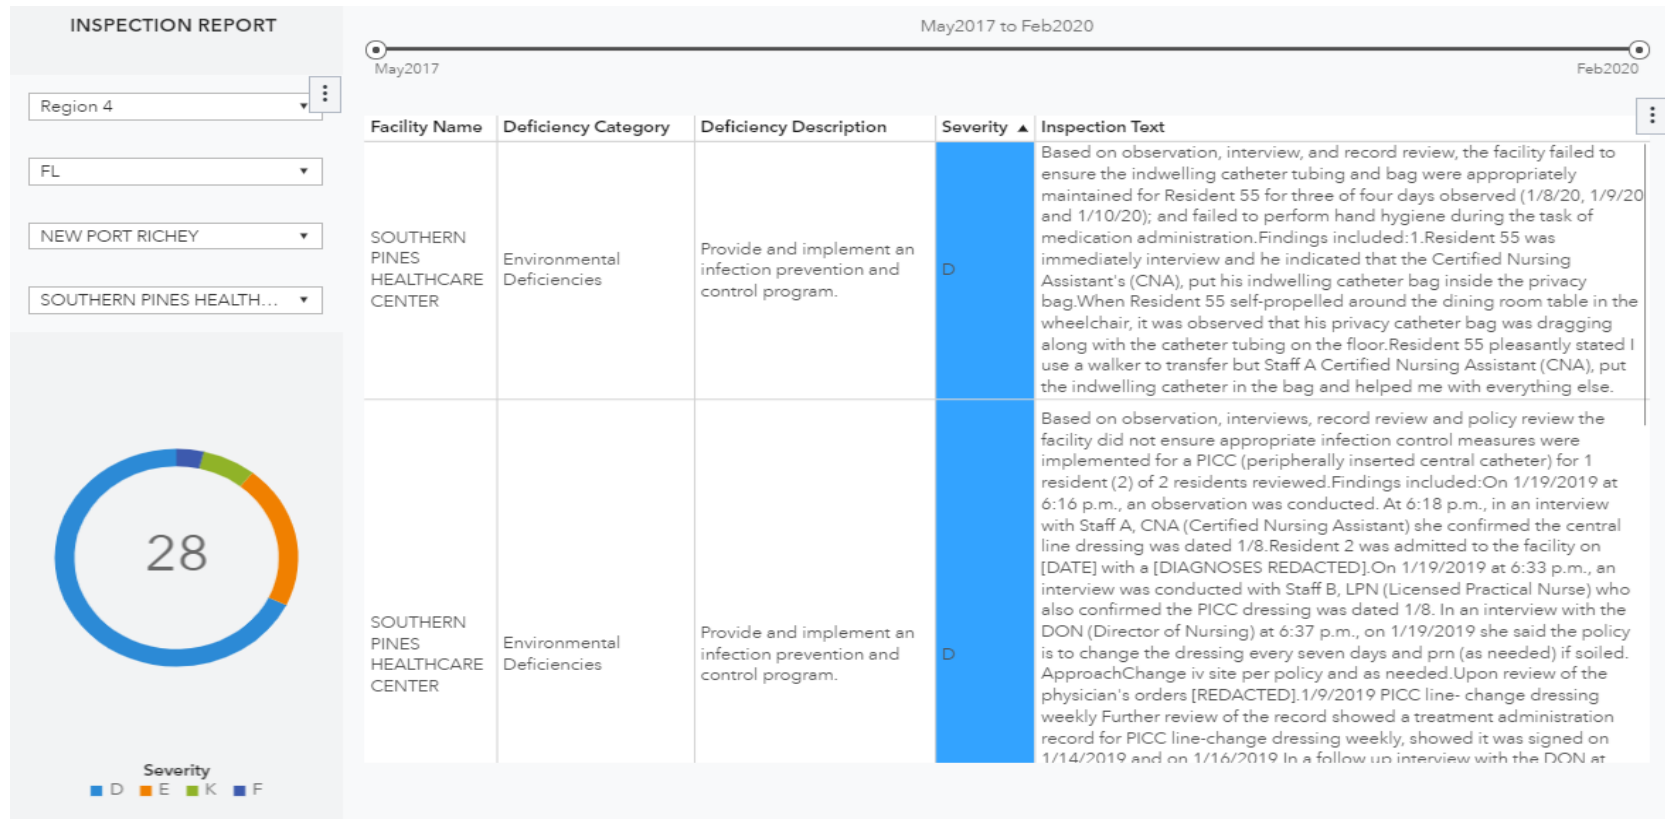 INSPECTION REPORT
Region 4
FL
NEW PORT RICHEY
SOUTHERN PINES HEALTH...
28
Severity
D E K F
May2017 to Feb2020
May2017 Feb2020
Facility Name Deficiency Category Deficiency Description Severity ▲ Inspection Text
SOUTHERN
PINES
HEALTHCARE
CENTER
Environmental
Deficiencies
Provide and implement an
infection prevention and
control program.
D
Based on observation, interview, and record review, the facility failed to
ensure the indwelling catheter tubing and bag were appropriately
maintained for Resident 55 for three of four days observed (1/8/20, 1/9/20
and 1/10/20); and failed to perform hand hygiene during the task of
medication administration.Findings included:1.Resident 55 was
immediately interview and he indicated that the Certified Nursing
Assistant's (CNA), put his indwelling catheter bag inside the privacy
bag.When Resident 55 self-propelled around the dining room table in the
wheelchair, it was observed that his privacy catheter bag was dragging
along with the catheter tubing on the floor.Resident 55 pleasantly stated I
use a walker to transfer but Staff A Certified Nursing Assistant (CNA), put
the indwelling catheter in the bag and helped me with everything else.
SOUTHERN
PINES
HEALTHCARE
CENTER
Environmental
Deficiencies
Provide and implement an
infection prevention and
control program.
D
Based on observation, interviews, record review and policy review the
facility did not ensure appropriate infection control measures were
implemented for a PICC (peripherally inserted central catheter) for 1
resident (2) of 2 residents reviewed.Findings included:On 1/19/2019 at
6:16 p.m., an observation was conducted. At 6:18 p.m., in an interview
with Staff A, CNA (Certified Nursing Assistant) she confirmed the central
line dressing was dated 1/8.Resident 2 was admitted to the facility on
[DATE] with a [DIAGNOSES REDACTED].On 1/19/2019 at 6:33 p.m., an
interview was conducted with Staff B, LPN (Licensed Practical Nurse) who
also confirmed the PICC dressing was dated 1/8. In an interview with the
DON (Director of Nursing) at 6:37 p.m., on 1/19/2019 she said the policy
is to change the dressing every seven days and prn (as needed) if soiled.
ApproachChange iv site per policy and as needed.Upon review of the
physician's orders [REDACTED].1/9/2019 PICC line- change dressing
weekly Further review of the record showed a treatment administration
record for PICC line-change dressing weekly, showed it was signed on
1/14/2019 and on 1/16/2019 In a follow up interview with the DON at